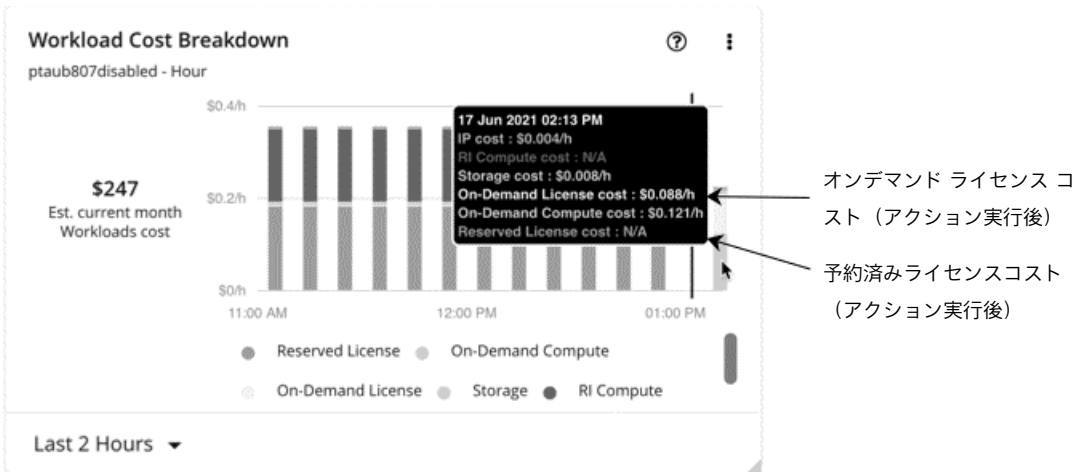 Workload Cost Breakdown
ptaub807disabled - Hour
$247
Est. current month
Workloads cost
$0.4/h
$0.2/h
$0/h
17 Jun 2021 02:13 PM
IP cost : $0.004/h
RI Compute cost : N/A
Storage cost : $0.008/h
On-Demand License cost : $0.088/h
On-Demand Compute cost : $0.121/h
Reserved License cost : N/A
11:00 AM
12:00 PM
01:00 PM
Reserved License
On-Demand Compute
On-Demand License
Storage
RI Compute
Last 2 Hours
オンデマンド ライセンス コ
スト（アクション実行後）
予約済みライセンスコスト
（アクション実行後）